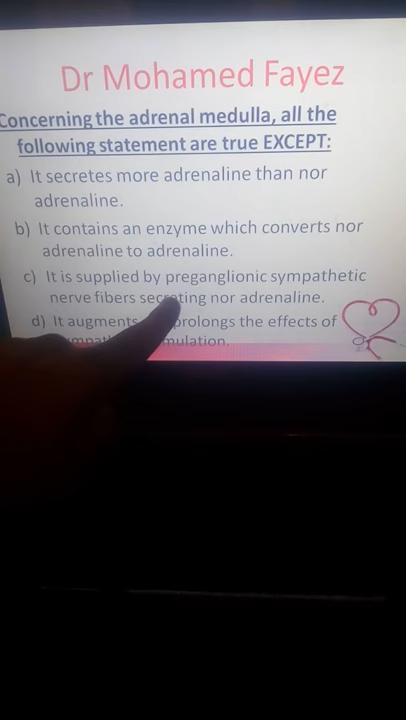 Dr Mohamed Fayez
Concerning the adrenal medulla, all the
following statement are true EXCEPT:
a) It secretes more adrenaline than nor
adrenaline.
b) It contains an enzyme which converts nor
adrenaline to adrenaline.
c) It is supplied by preganglionic sympathetic
nerve fibers secreting nor adrenaline.
d) It augments prolongs the effects of